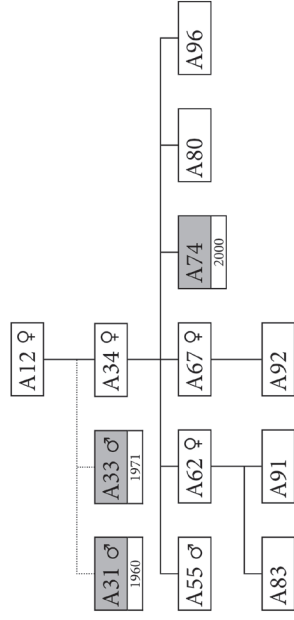 A12 ♀
A31 ♂
1960
A33 ♂
1971
A34 ♀
A55 ♂
A62 ♀
A67 ♀
A74
2000
A80
A96
A83
A91
A92